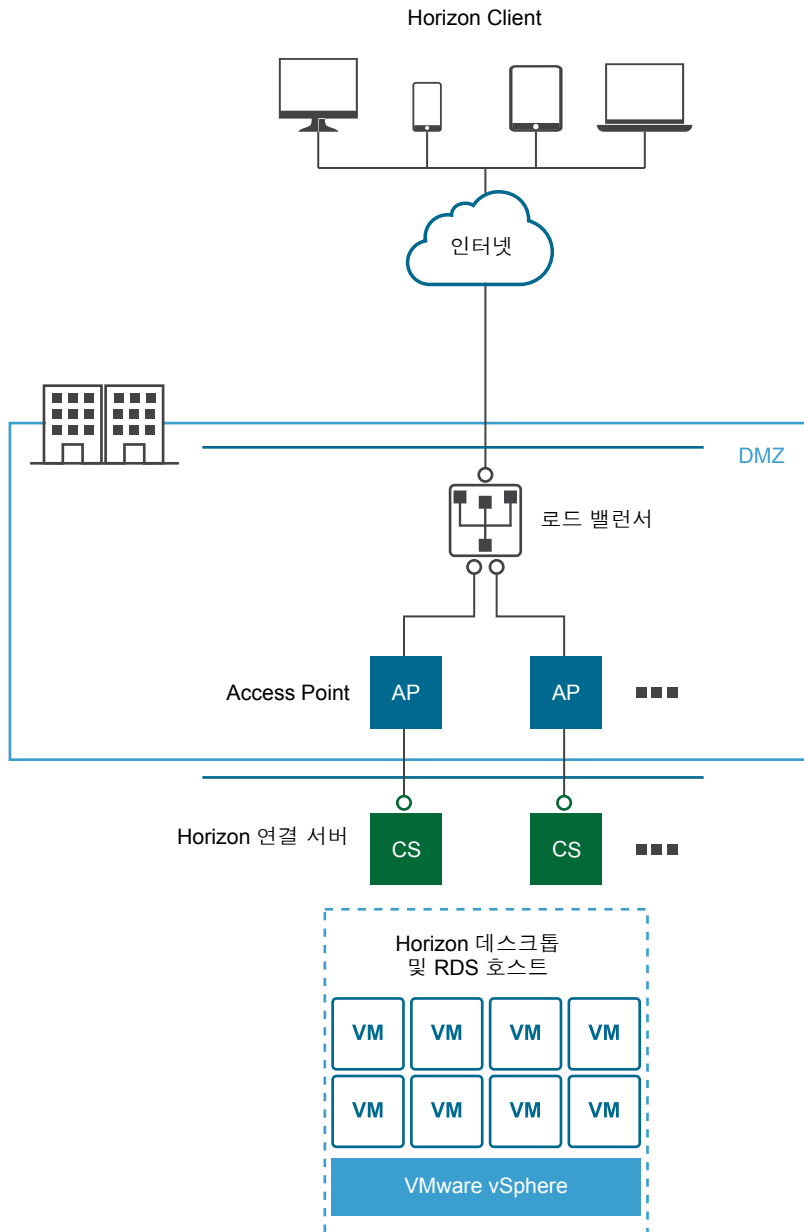 Horizon Client
인터넷
DMZ
로드 밸런서
Access Point
AP
AP
Horizon 연결 서버
CS
CS
Horizon 데스크톱
및 RDS 호스트
VM
VM
VM
VM
VM
VM
VM
VM
VMware vSphere